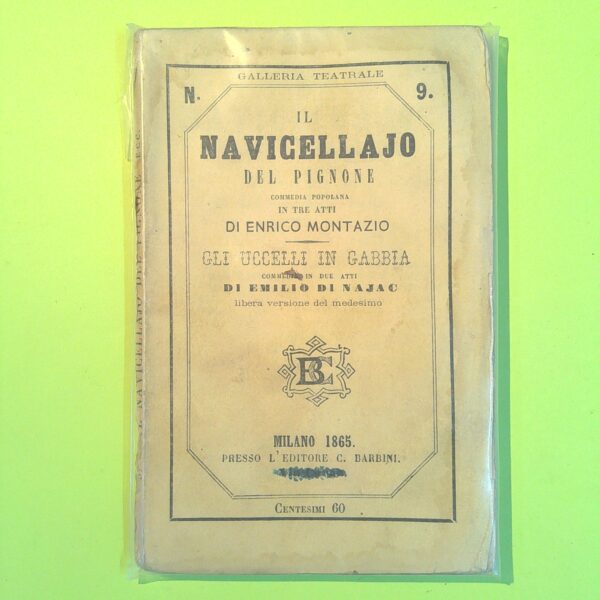 GALLERIA TEATRALE
N. 9.
IL
NAVICELLAJO
DEL PIGNONE
COMMEDIA POPOLANA
IN TRE ATTI
DI ENRICO MONTAZIO
GLI UCCELLI IN GABBIA
COMMEDIA IN DUE ATTI
DI EMILIO DI NAJAC
libera versione del medesimo
BC
MILANO 1865.
PRESSO L'EDITORE C. BARBINI.
CENTESIMI 60
NAVICELLAJO DEL PIGNONE ecc.